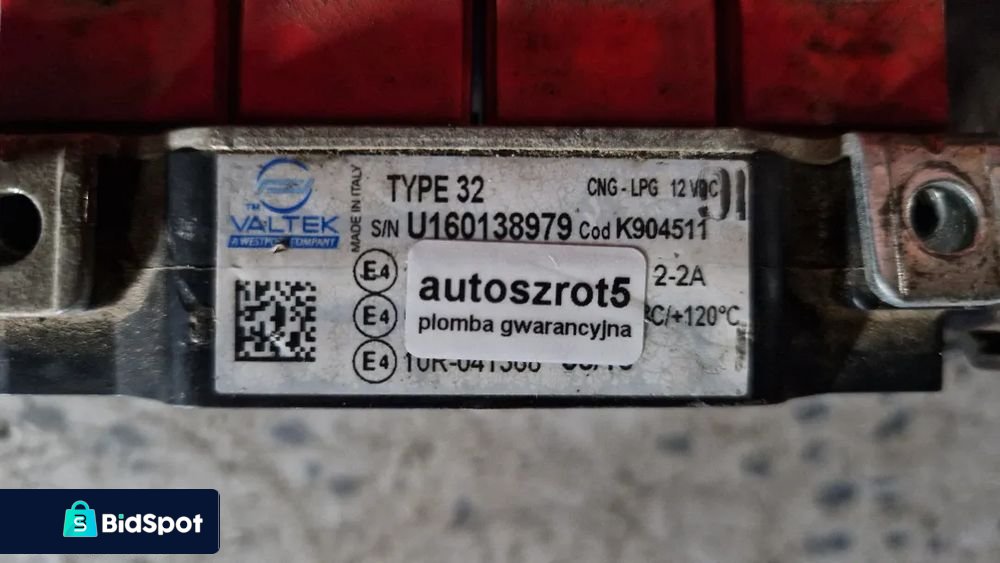 TYPE 32
CNG - LPG 12 VDC
MADE IN ITALY
TM
VALTEK
A WESTPORT COMPANY
S/N U160138979 Cod K904511
E4
2-2A
autoszrot5
plomba gwarancyjna
E4
°C/+120°C
E4
BidSpot